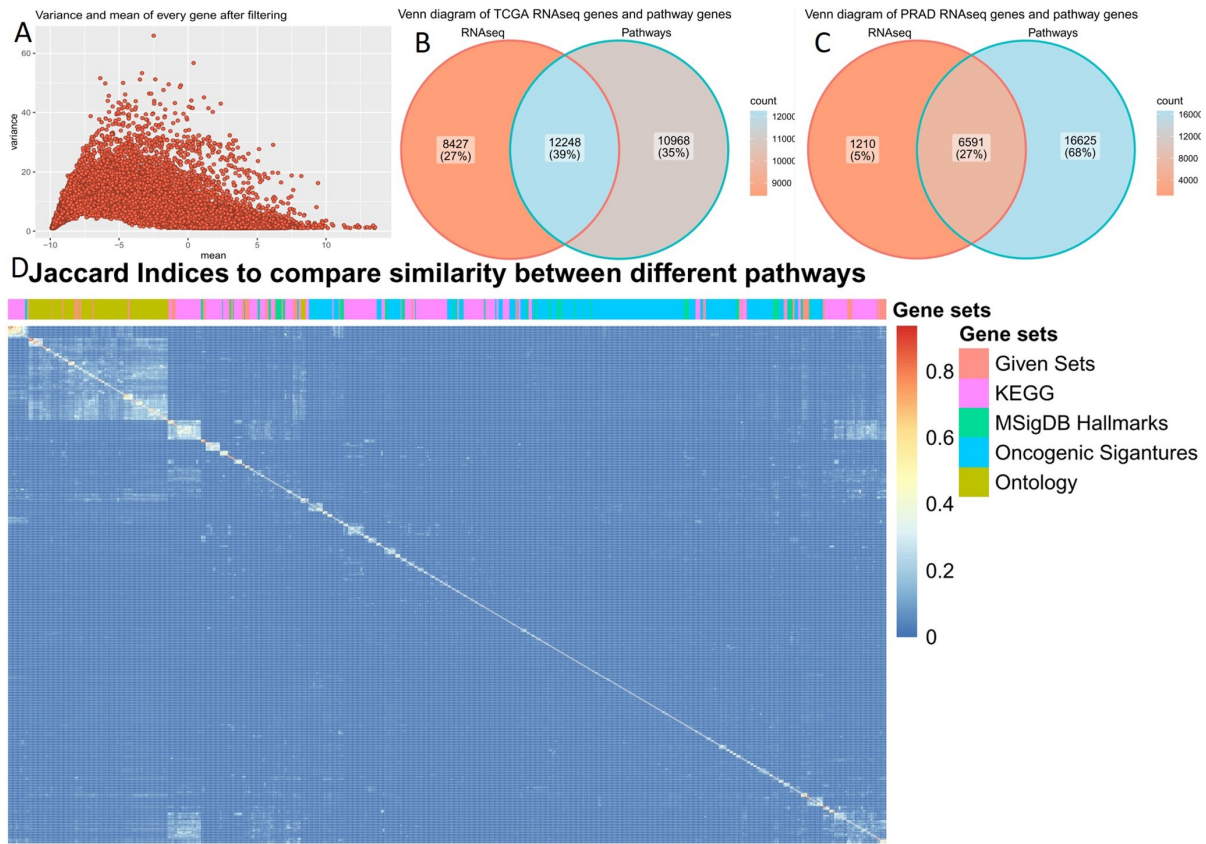 A
Variance and mean of every gene after filtering
60
40
20
0
variance
−10
−5
0
5
10
mean
B
Venn diagram of TCGA RNAseq genes and pathway genes
RNAseq
Pathways
8427
(27%)
12248
(39%)
10968
(35%)
count
12000
11000
10000
9000
C
Venn diagram of PRAD RNAseq genes and pathway genes
RNAseq
Pathways
1210
(5%)
6591
(27%)
16625
(68%)
count
16000
12000
8000
4000
D
Jaccard Indices to compare similarity between different pathways
Gene sets
0.8
0.6
0.4
0.2
0
Gene sets
Given Sets
KEGG
MSigDB Hallmarks
Oncogenic Sigantures
Ontology